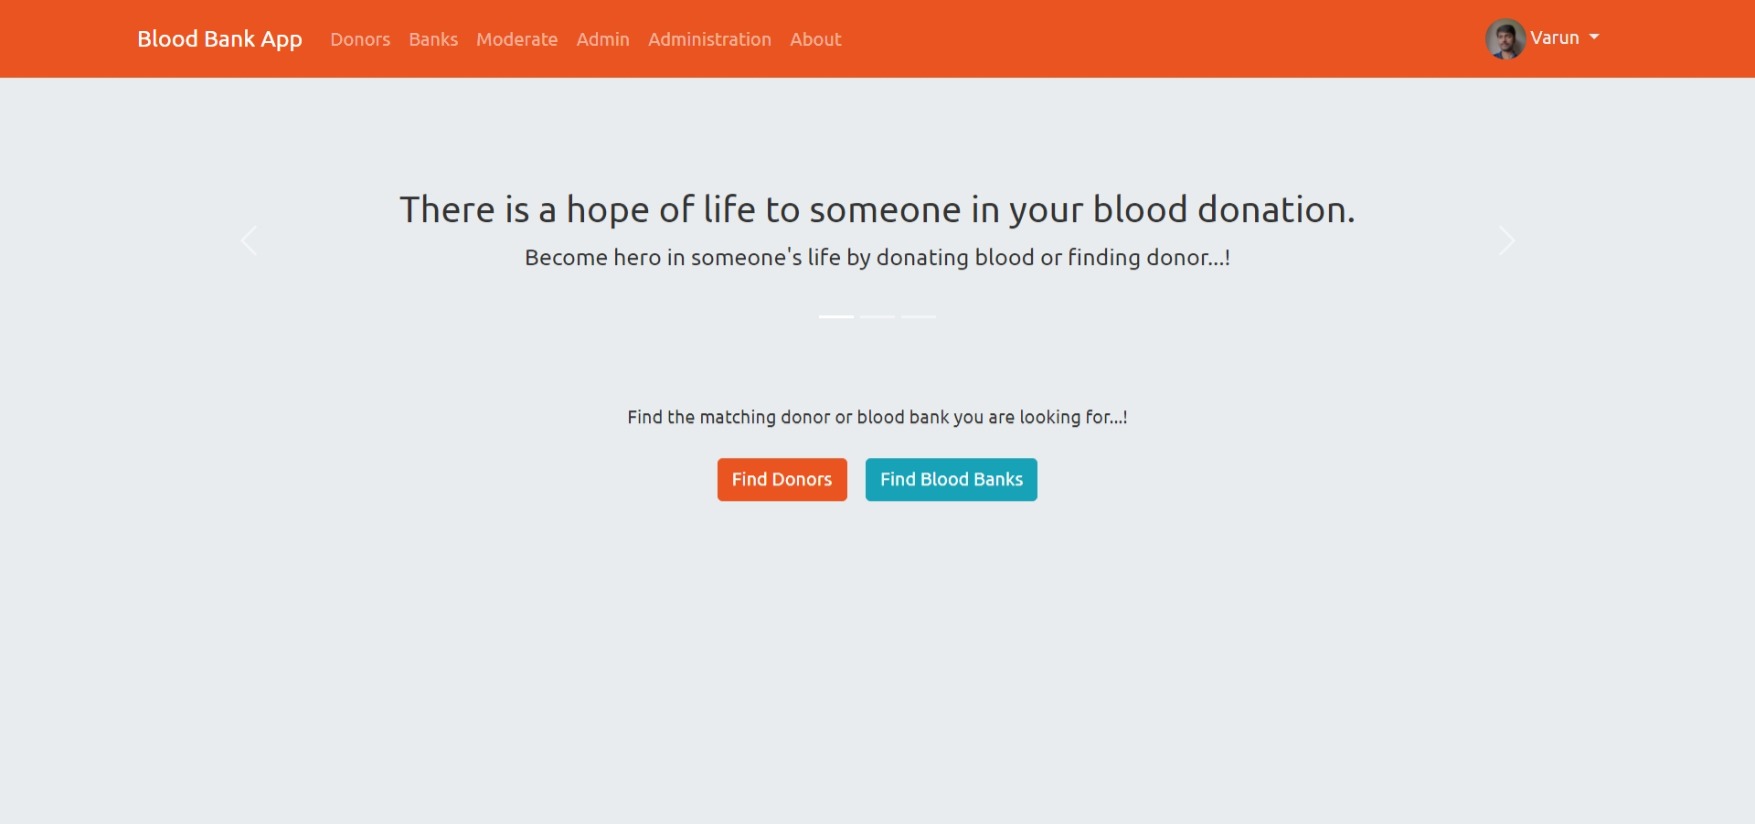 Blood Bank App Donors Banks Moderate Admin Administration About Varun
There is a hope of life to someone in your blood donation.
Become hero in someone's life by donating blood or finding donor...!
Find the matching donor or blood bank you are looking for...!
Find Donors Find Blood Banks